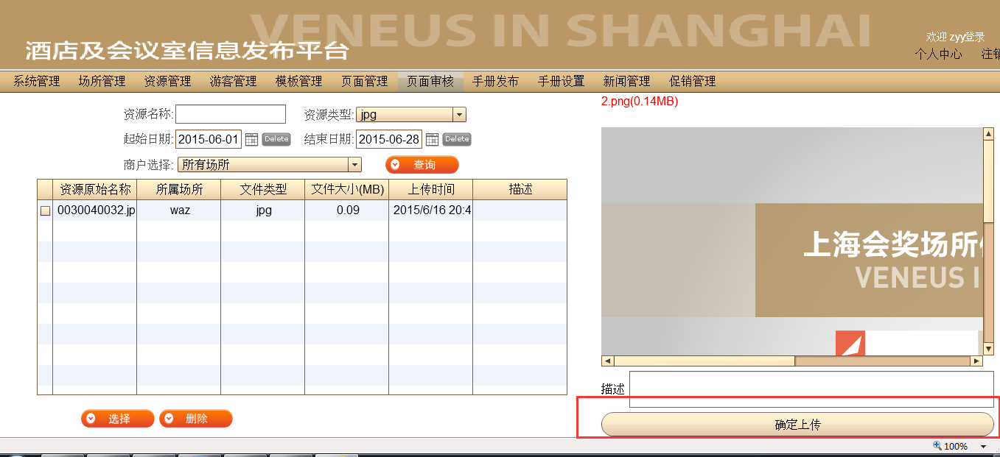 VENEUS IN SHANGHAI
酒店及会议室信息发布平台
欢迎 zyy登录
个人中心 注销
系统管理 场所管理 资源管理 游客管理 模板管理 页面管理 页面审核 手册发布 手册设置 新闻管理 促销管理
2.png(0.14MB)
资源名称: 资源类型: jpg
起始日期: 2015-06-01 Delete 结束日期: 2015-06-28 Delete
商户选择: 所有场所 查询
资源原始名称 所属场所 文件类型 文件大小(MB) 上传时间 描述
0030040032.jp waz jpg 0.09 2015/6/16 20:4
上海会奖场所
VENEUS I
描述
选择 删除
确定上传
100%